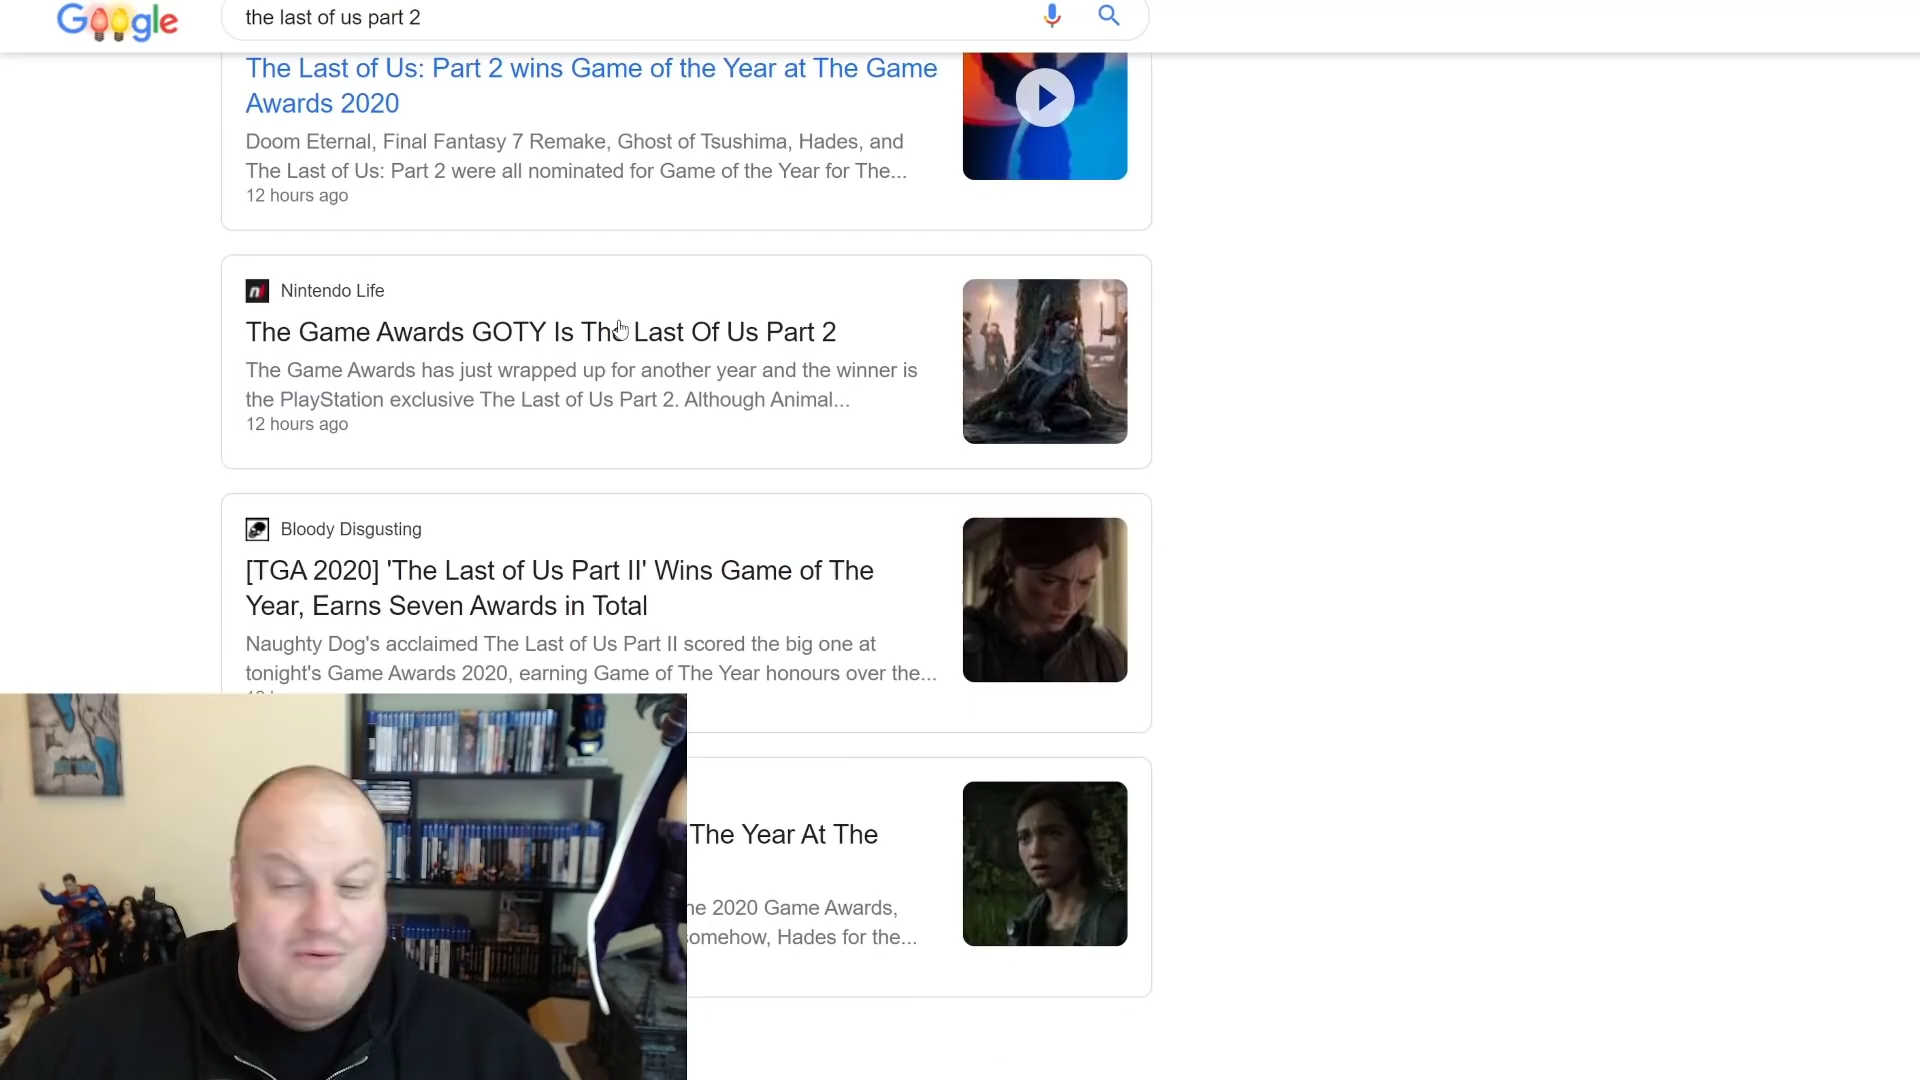 Google
the last of us part 2
The Last of Us: Part 2 wins Game of the Year at The Game
Awards 2020
Doom Eternal, Final Fantasy 7 Remake, Ghost of Tsushima, Hades, and
The Last of Us: Part 2 were all nominated for Game of the Year for The...
12 hours ago
Nintendo Life
The Game Awards GOTY Is The Last Of Us Part 2
The Game Awards has just wrapped up for another year and the winner is
the PlayStation exclusive The Last of Us Part 2. Although Animal...
12 hours ago
Bloody Disgusting
[TGA 2020] 'The Last of Us Part II' Wins Game of The
Year, Earns Seven Awards in Total
Naughty Dog's acclaimed The Last of Us Part II scored the big one at
tonight's Game Awards 2020, earning Game of The Year honours over the...
The Year At The
2020 Game Awards,
Hades for the...